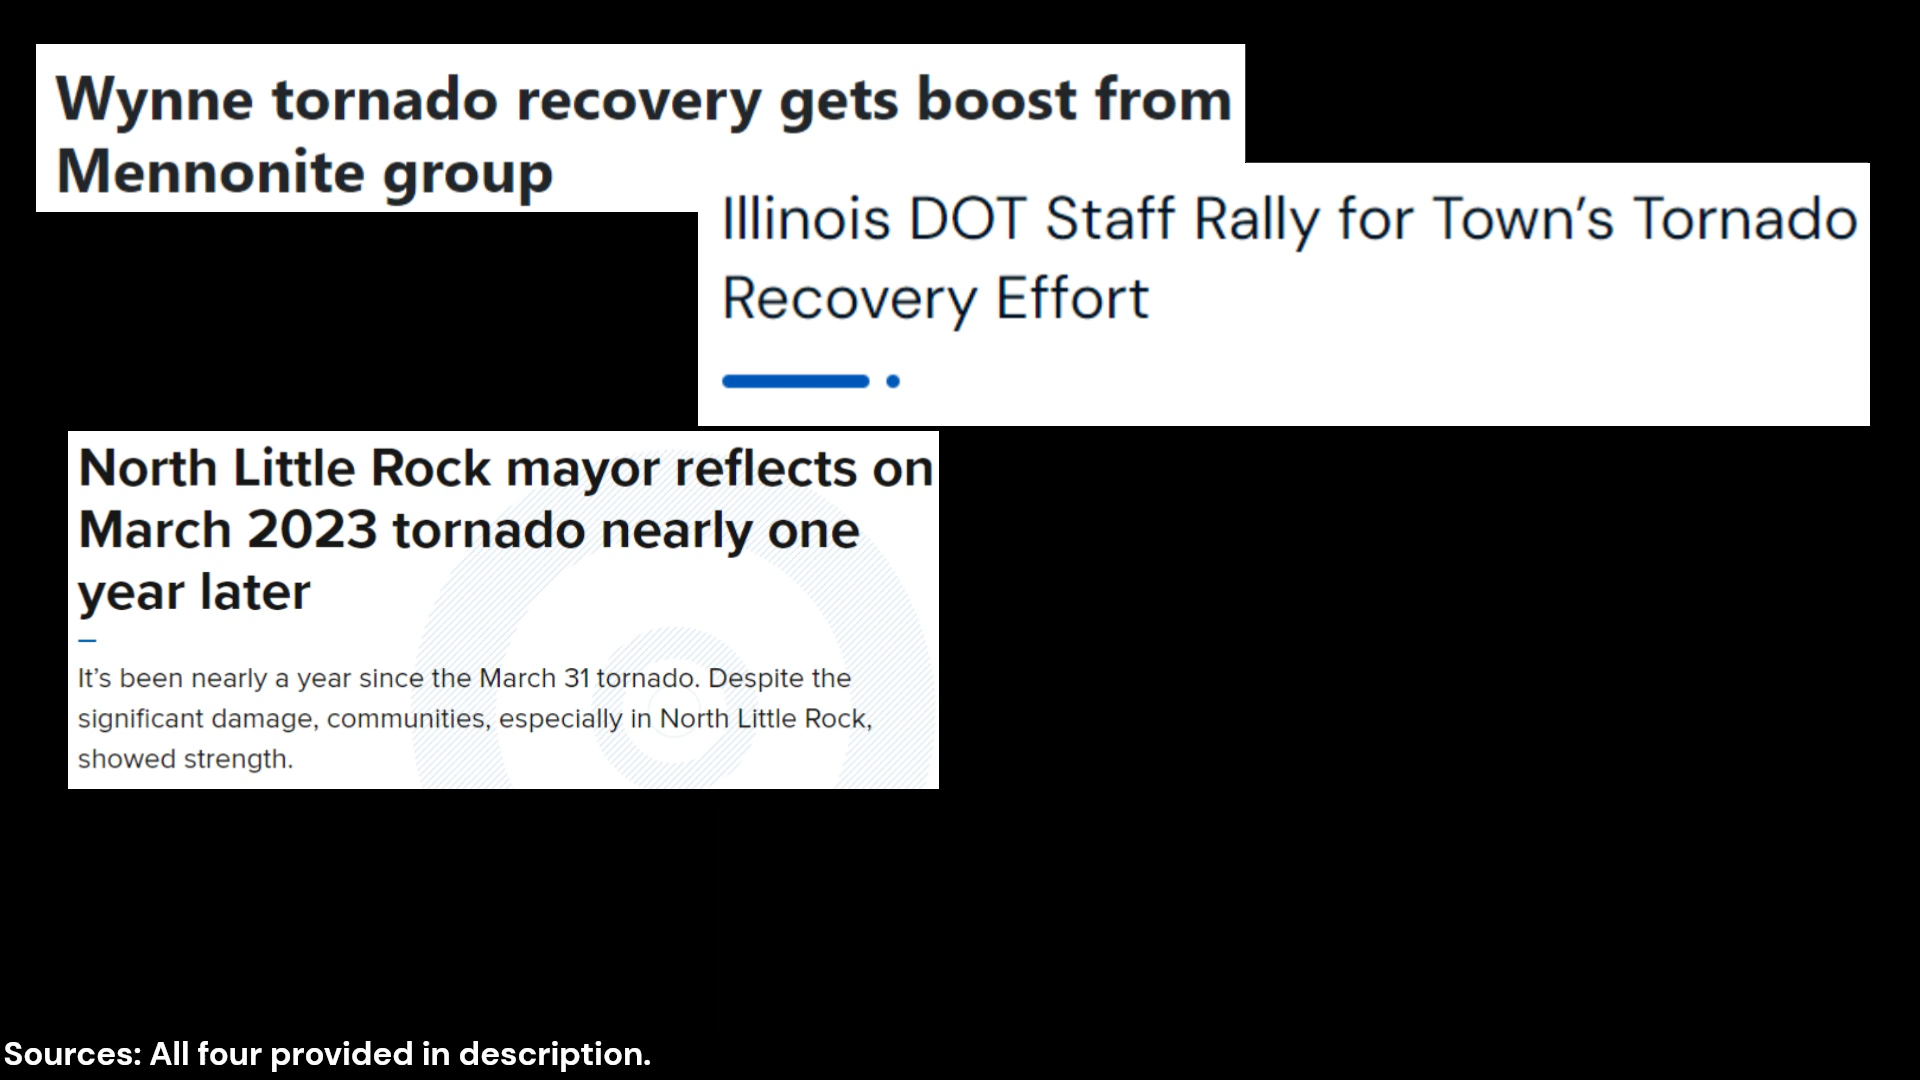 Wynne tornado recovery gets boost from
Mennonite group
Illinois DOT Staff Rally for Town’s Tornado
Recovery Effort
North Little Rock mayor reflects on
March 2023 tornado nearly one
year later
It’s been nearly a year since the March 31 tornado. Despite the
significant damage, communities, especially in North Little Rock,
showed strength.
Sources: All four provided in description.